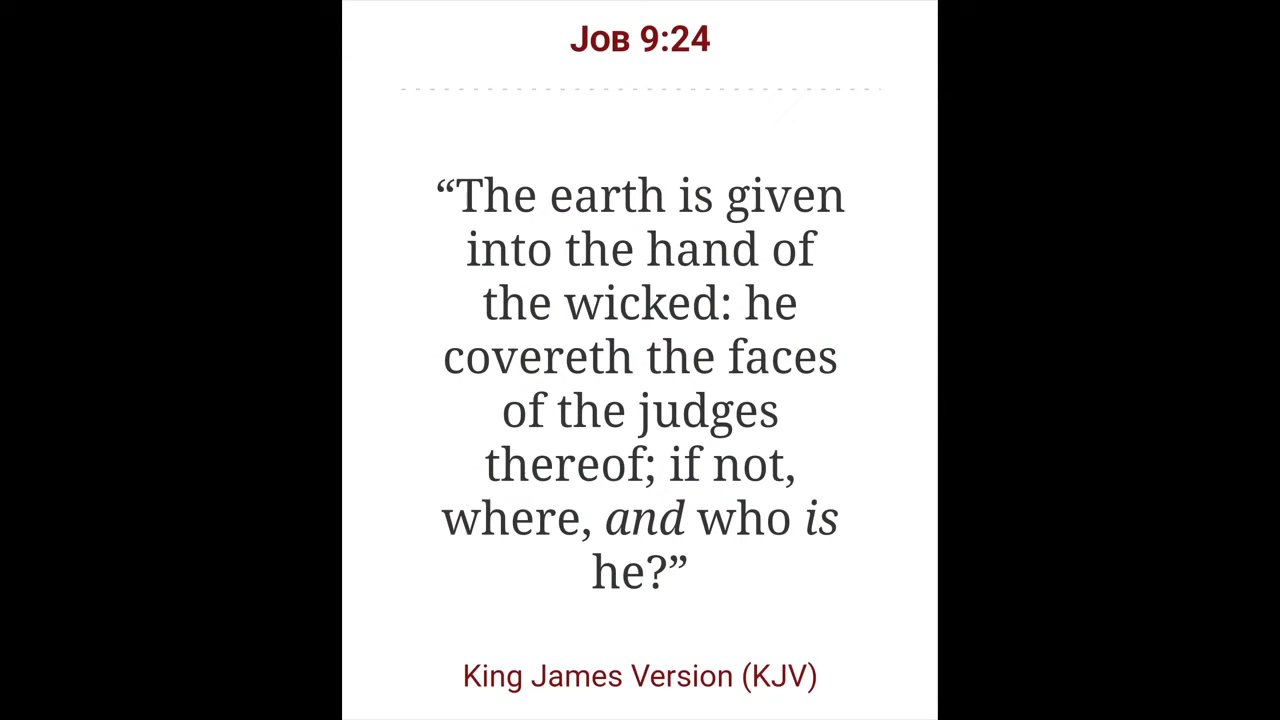 Job 9:24
“The earth is given
into the hand of
the wicked: he
covereth the faces
of the judges
thereof; if not,
where, and who is
he?”
King James Version (KJV)